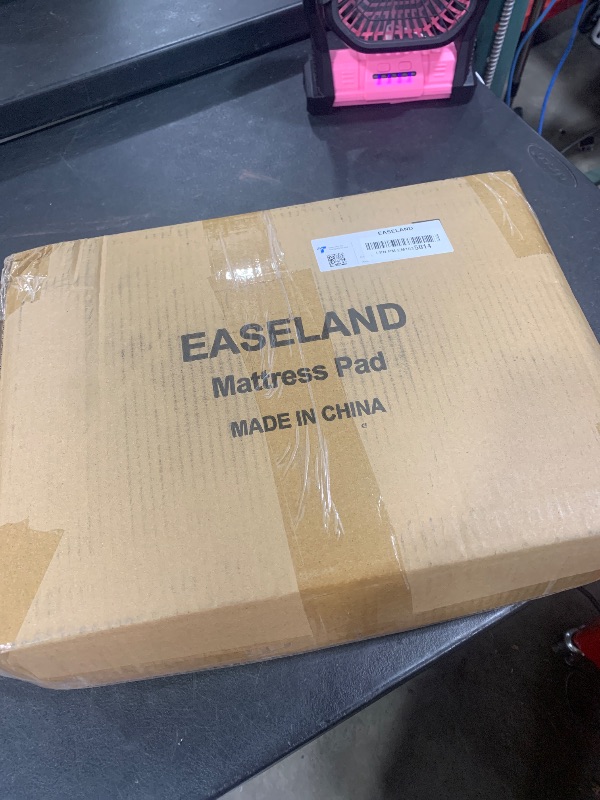 EASELAND
EASELAND
Mattress Pad
MADE IN CHINA